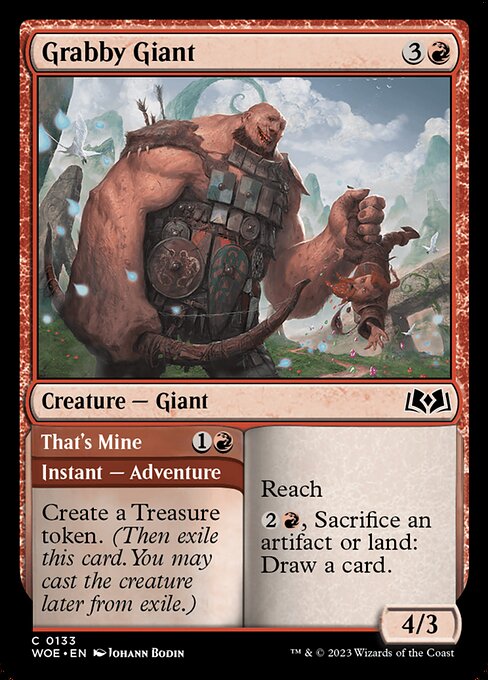 Grabby Giant 3
Creature — Giant
That's Mine 1
Instant — Adventure
Create a Treasure
token. (Then exile
this card. You may
cast the creature
later from exile.)
Reach
2 , Sacrifice an
artifact or land:
Draw a card.
4/3
C 0133
WOE • EN Johann Bodin
™ & © 2023 Wizards of the Coast